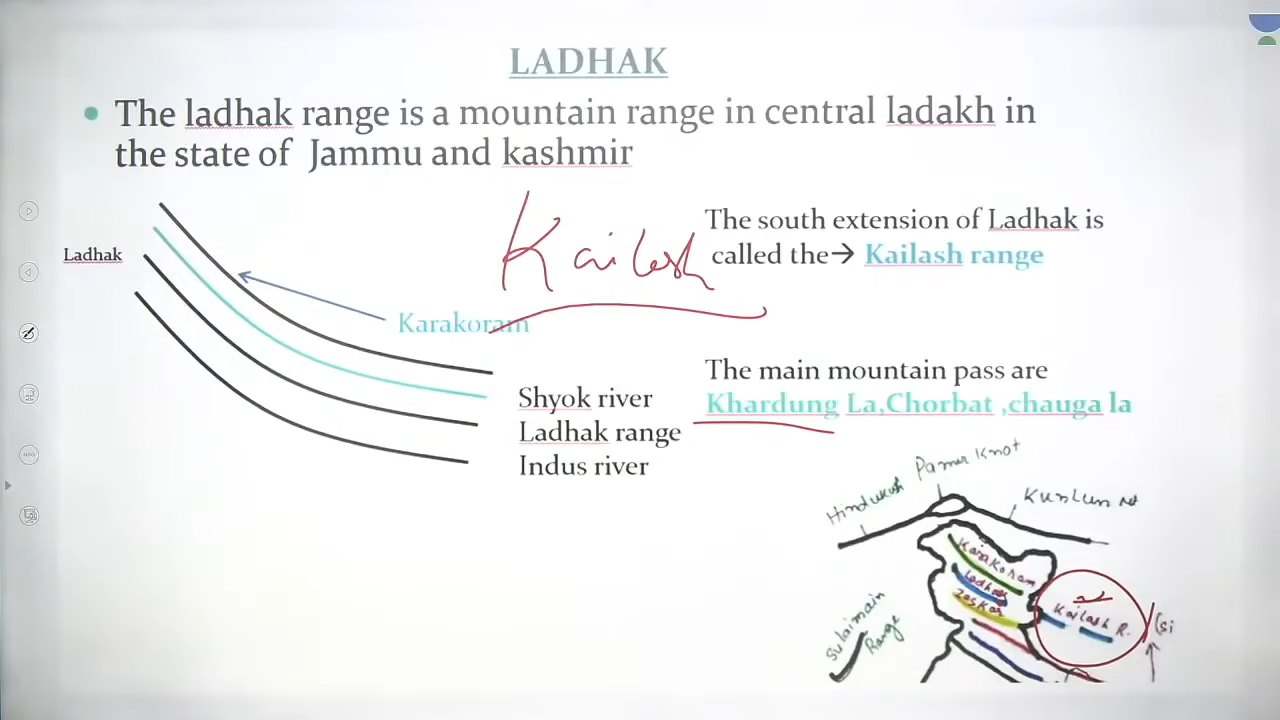 LADHAK
The ladhak range is a mountain range in central ladakh in
the state of Jammu and kashmir
Ladhak
Karakoram
Kailash
The south extension of Ladhak is
called the→ Kailash range
The main mountain pass are
Khardung La,Chorbat ,chauga la
Shyok river
Ladhak range
Indus river
Hindukush
Pamir Knot
Kunlun
Karakoram
Ladhak
Zaskar
Kailash R.
Sulaimain
Range